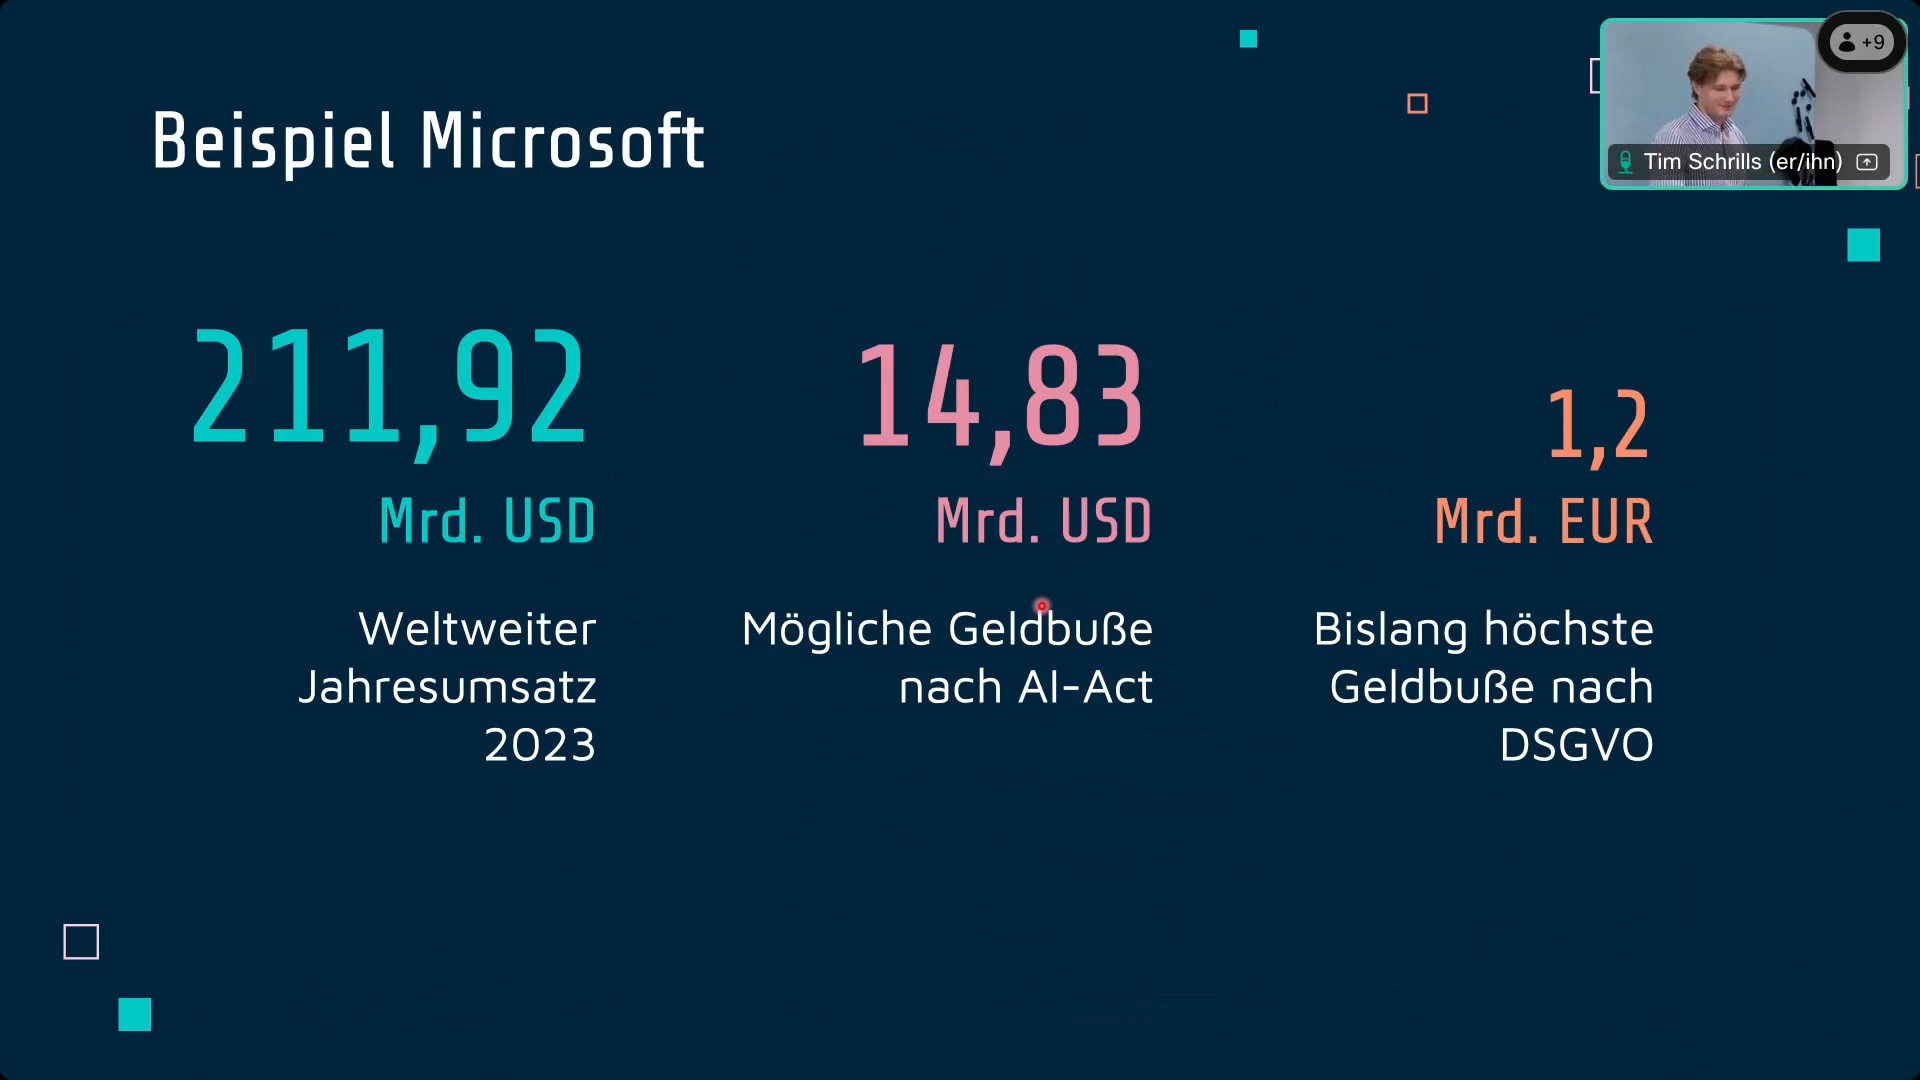 Beispiel Microsoft
+9
Tim Schrills (er/ihn)
211,92
Mrd. USD
Weltweiter
Jahresumsatz
2023
14,83
Mrd. USD
Mögliche Geldbuße
nach AI-Act
1,2
Mrd. EUR
Bislang höchste
Geldbuße nach
DSGVO